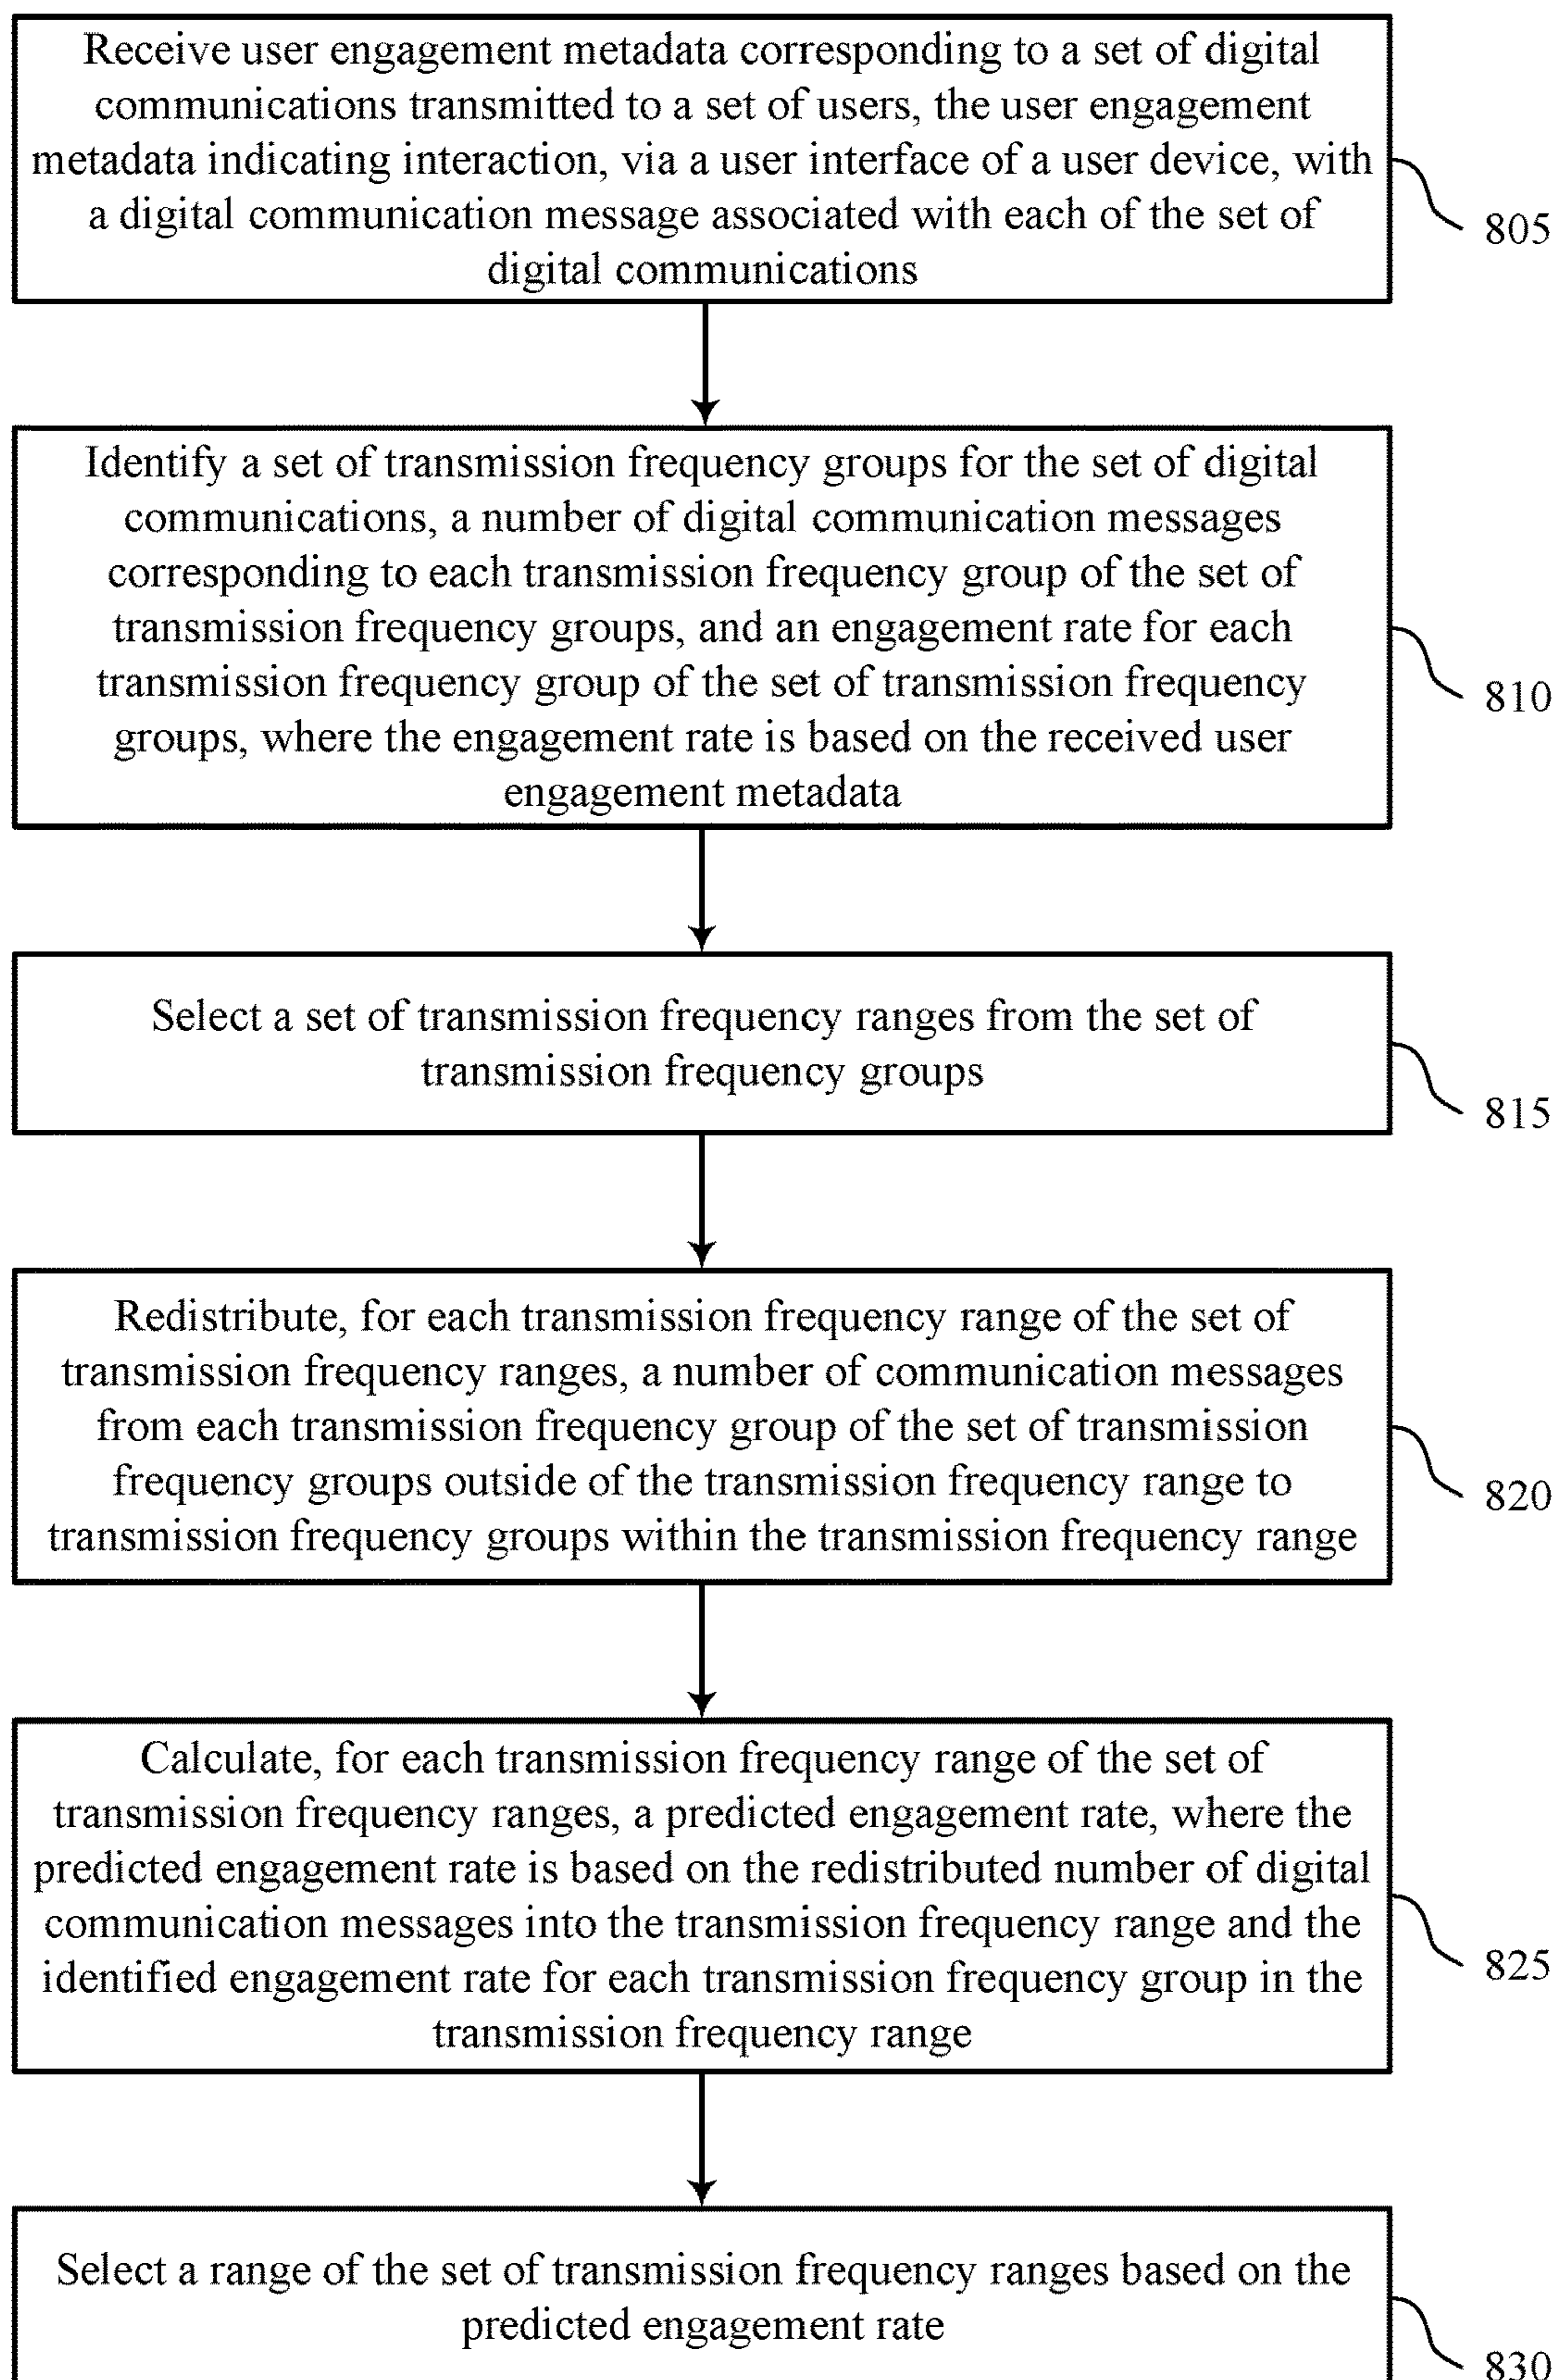 Receive user engagement metadata corresponding to a set of digital
communications transmitted to a set of users, the user engagement
metadata indicating interaction, via a user interface of a user device, with
a digital communication message associated with each of the set of
digital communications
805
Identify a set of transmission frequency groups for the set of digital
communications, a number of digital communication messages
corresponding to each transmission frequency group of the set of
transmission frequency groups, and an engagement rate for each
transmission frequency group of the set of transmission frequency
groups, where the engagement rate is based on the received user
engagement metadata
810
Select a set of transmission frequency ranges from the set of
transmission frequency groups
815
Redistribute, for each transmission frequency range of the set of
transmission frequency ranges, a number of communication messages
from each transmission frequency group of the set of transmission
frequency groups outside of the transmission frequency range to
transmission frequency groups within the transmission frequency range
820
Calculate, for each transmission frequency range of the set of
transmission frequency ranges, a predicted engagement rate, where the
predicted engagement rate is based on the redistributed number of digital
communication messages into the transmission frequency range and the
identified engagement rate for each transmission frequency group in the
transmission frequency range
825
Select a range of the set of transmission frequency ranges based on the
predicted engagement rate
830